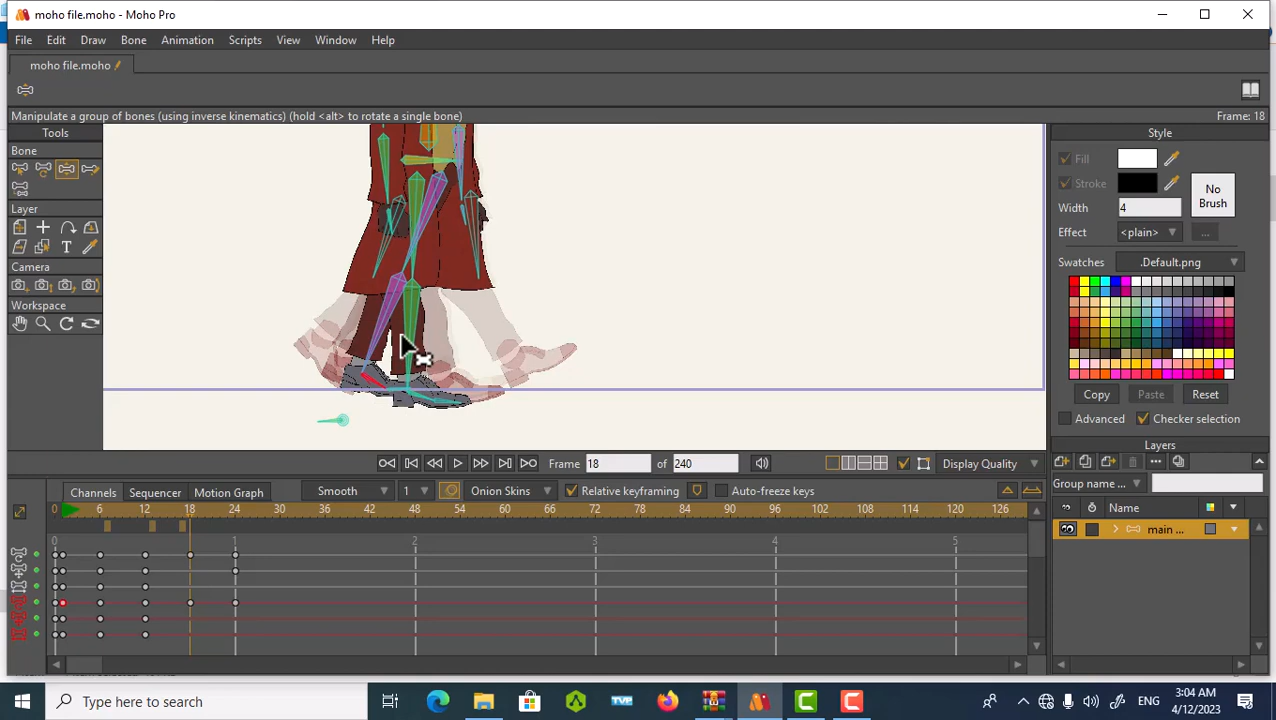 moho file.moho - Moho Pro
File Edit Draw Bone Animation Scripts View Window Help
moho file.moho
Manipulate a group of bones (using inverse kinematics) (hold <alt> to rotate a single bone) Frame: 18
Tools
Bone
Layer
Camera
Workspace
Style
Fill
Stroke
No Brush
Width 4
Effect <plain> ...
Swatches .Default.png
Copy Paste Reset
Advanced Checker selection
Layers
Group name ...
Name
main ...
Frame 18 of 240 Display Quality
Channels Sequencer Motion Graph Smooth 1 Onion Skins Relative keyframing Auto-freeze keys
0 6 12 18 24 30 36 42 48 54 60 66 72 78 84 90 96 102 108 114 120 126
0 1 2 3 4 5
Type here to search
TVP
ENG
3:04 AM
4/12/2023